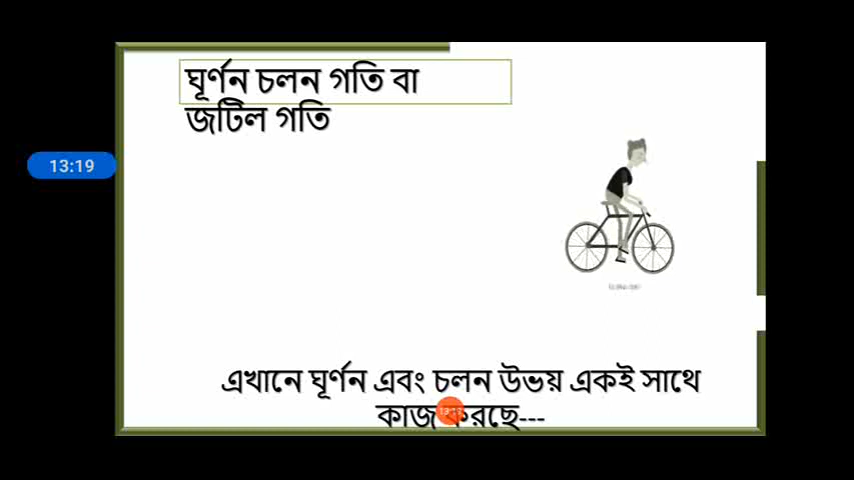 ঘূর্ণন চলন গতি বা
জটিল গতি
13:19
এখানে ঘূর্ণন এবং চলন উভয় একই সাথে
কাজ করছে---